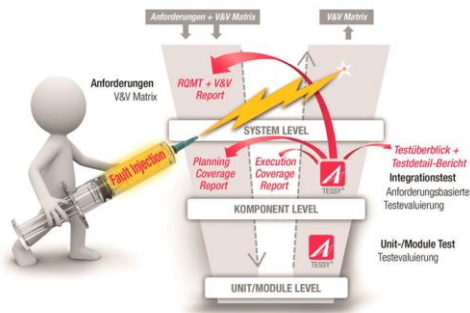 Anforderungen + V&V Matrix
V&V Matrix
Anforderungen
V&V Matrix
RQMT + V&V
Report
SYSTEM LEVEL
Fault Injection
Planning
Coverage
Report
Execution
Coverage
Report
TESSY®
Testüberblick +
Testdetail-Bericht
Integrationstest
Anforderungsbasierte
Testevaluierung
KOMPONENT LEVEL
TESSY®
Unit-/Module Test
Testevaluierung
UNIT/MODULE LEVEL